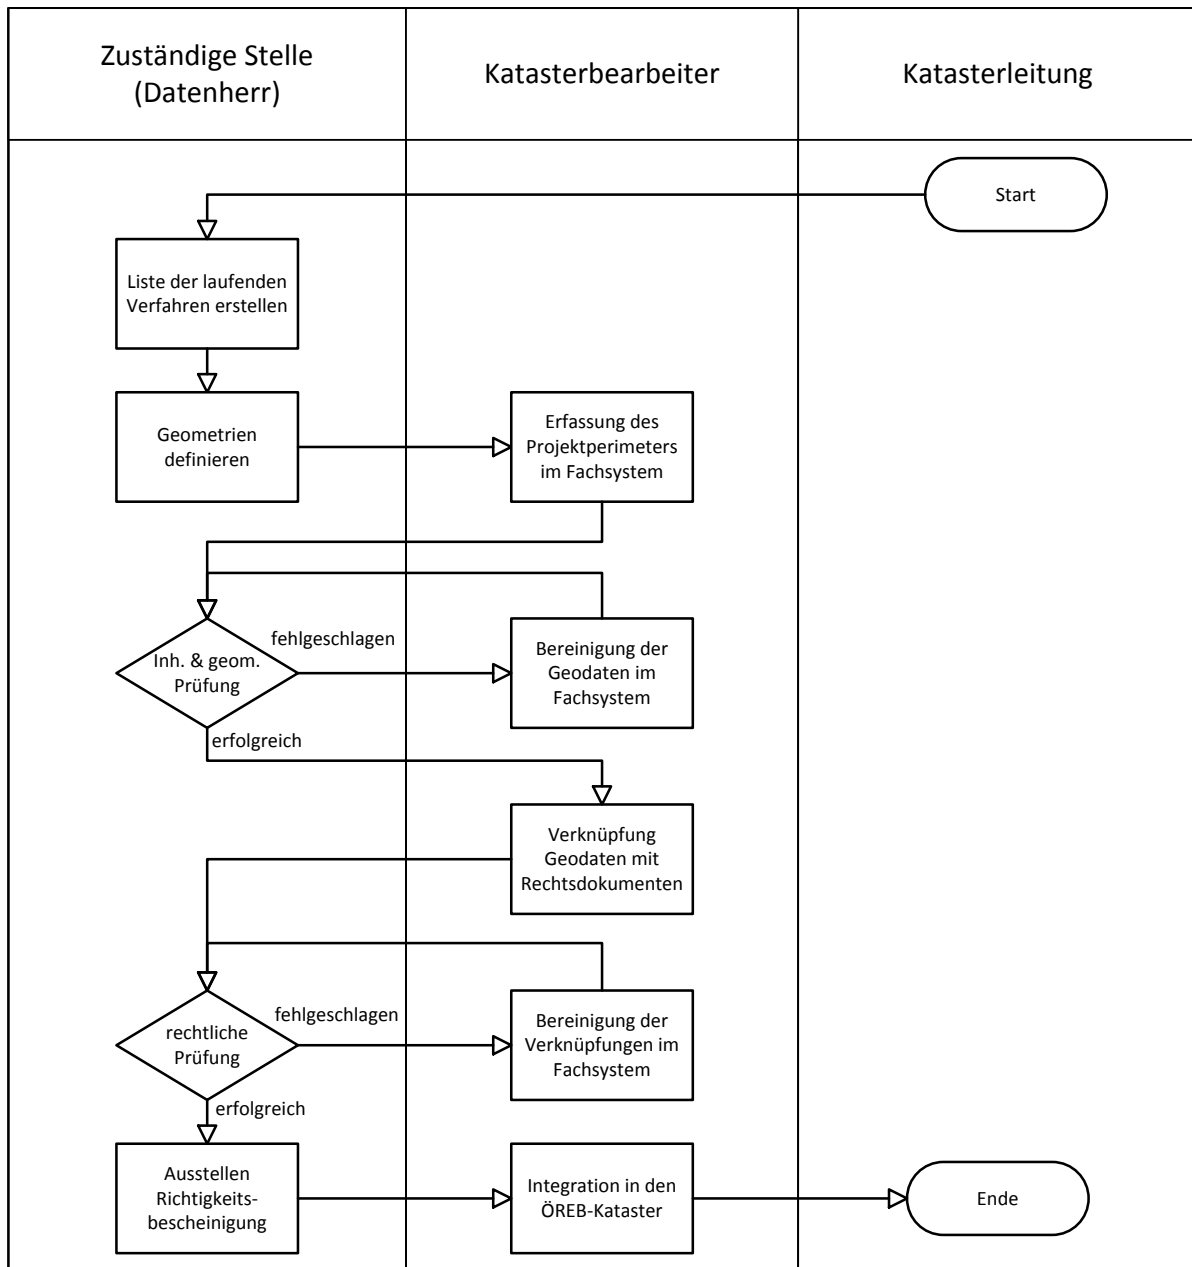 Zuständige Stelle
(Datenherr)
Katasterbearbeiter
Katasterleitung
Start
Liste der laufenden
Verfahren erstellen
Geometrien
definieren
Erfassung des
Projektperimeters
im Fachsystem
Inh. & geom.
Prüfung
fehlgeschlagen
Bereinigung der
Geodaten im
Fachsystem
erfolgreich
Verknüpfung
Geodaten mit
Rechtsdokumenten
rechtliche
Prüfung
fehlgeschlagen
Bereinigung der
Verknüpfungen im
Fachsystem
erfolgreich
Ausstellen
Richtigkeits-
bescheinigung
Integration in den
ÖREB-Kataster
Ende